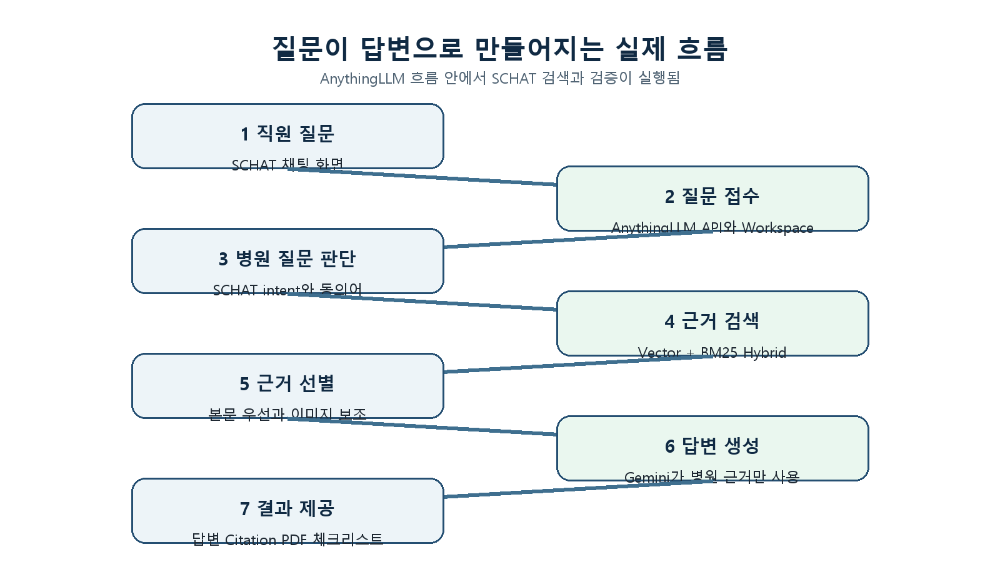 질문이 답변으로 만들어지는 실제 흐름
AnythingLLM 흐름 안에서 SCHAT 검색과 검증이 실행됨
1 직원 질문
SCHAT 채팅 화면
2 질문 접수
AnythingLLM API와 Workspace
3 병원 질문 판단
SCHAT intent와 동의어
4 근거 검색
Vector + BM25 Hybrid
5 근거 선별
본문 우선과 이미지 보조
6 답변 생성
Gemini가 병원 근거만 사용
7 결과 제공
답변 Citation PDF 체크리스트